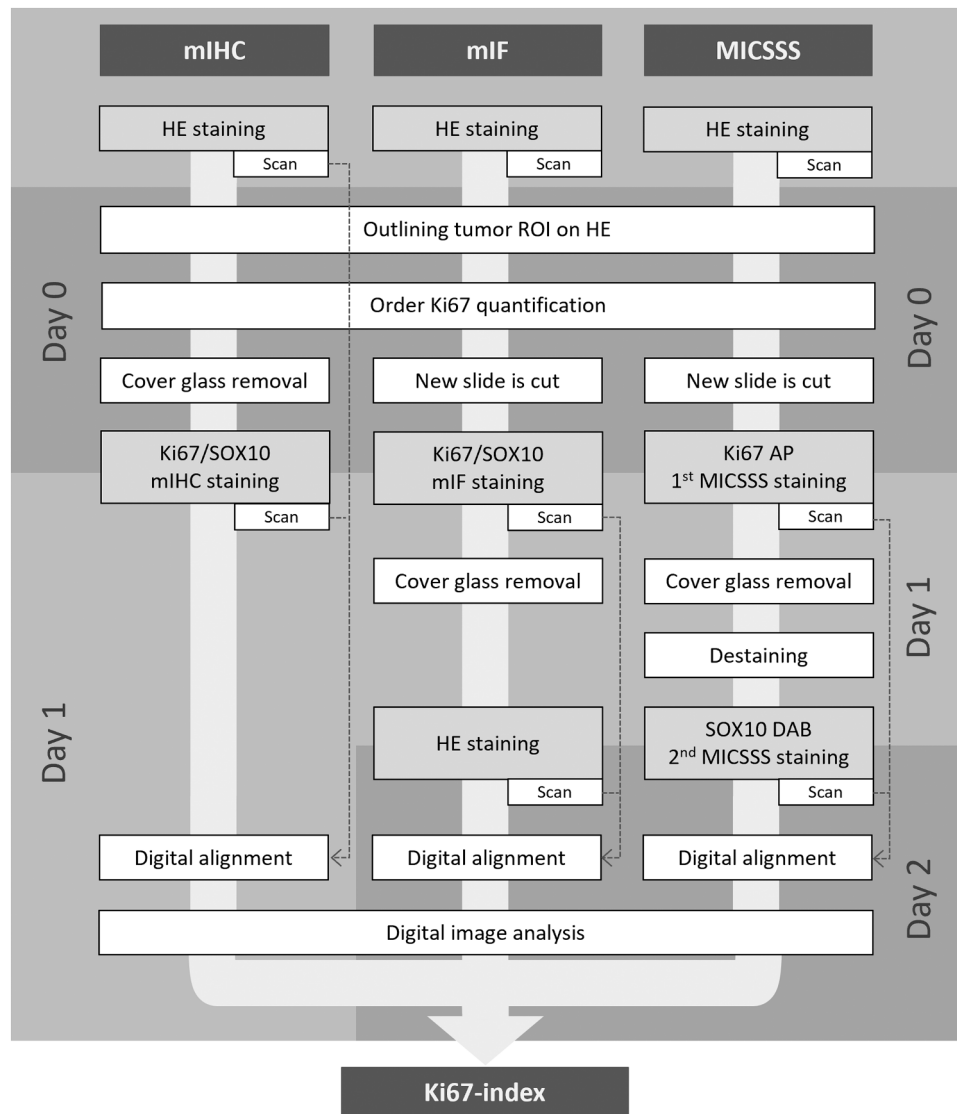 mIHC
mIF
MICSSS
HE staining
Scan
HE staining
Scan
HE staining
Scan
Outlining tumor ROI on HE
Day 0
Day 0
Order Ki67 quantification
Cover glass removal
New slide is cut
New slide is cut
Ki67/SOX10
mIHC staining
Scan
Ki67/SOX10
mIF staining
Scan
Ki67 AP
1st MICSSS staining
Scan
Cover glass removal
Cover glass removal
Day 1
Destaining
Day 1
HE staining
Scan
SOX10 DAB
2nd MICSSS staining
Scan
Digital alignment
Digital alignment
Digital alignment
Day 2
Digital image analysis
Ki67-index